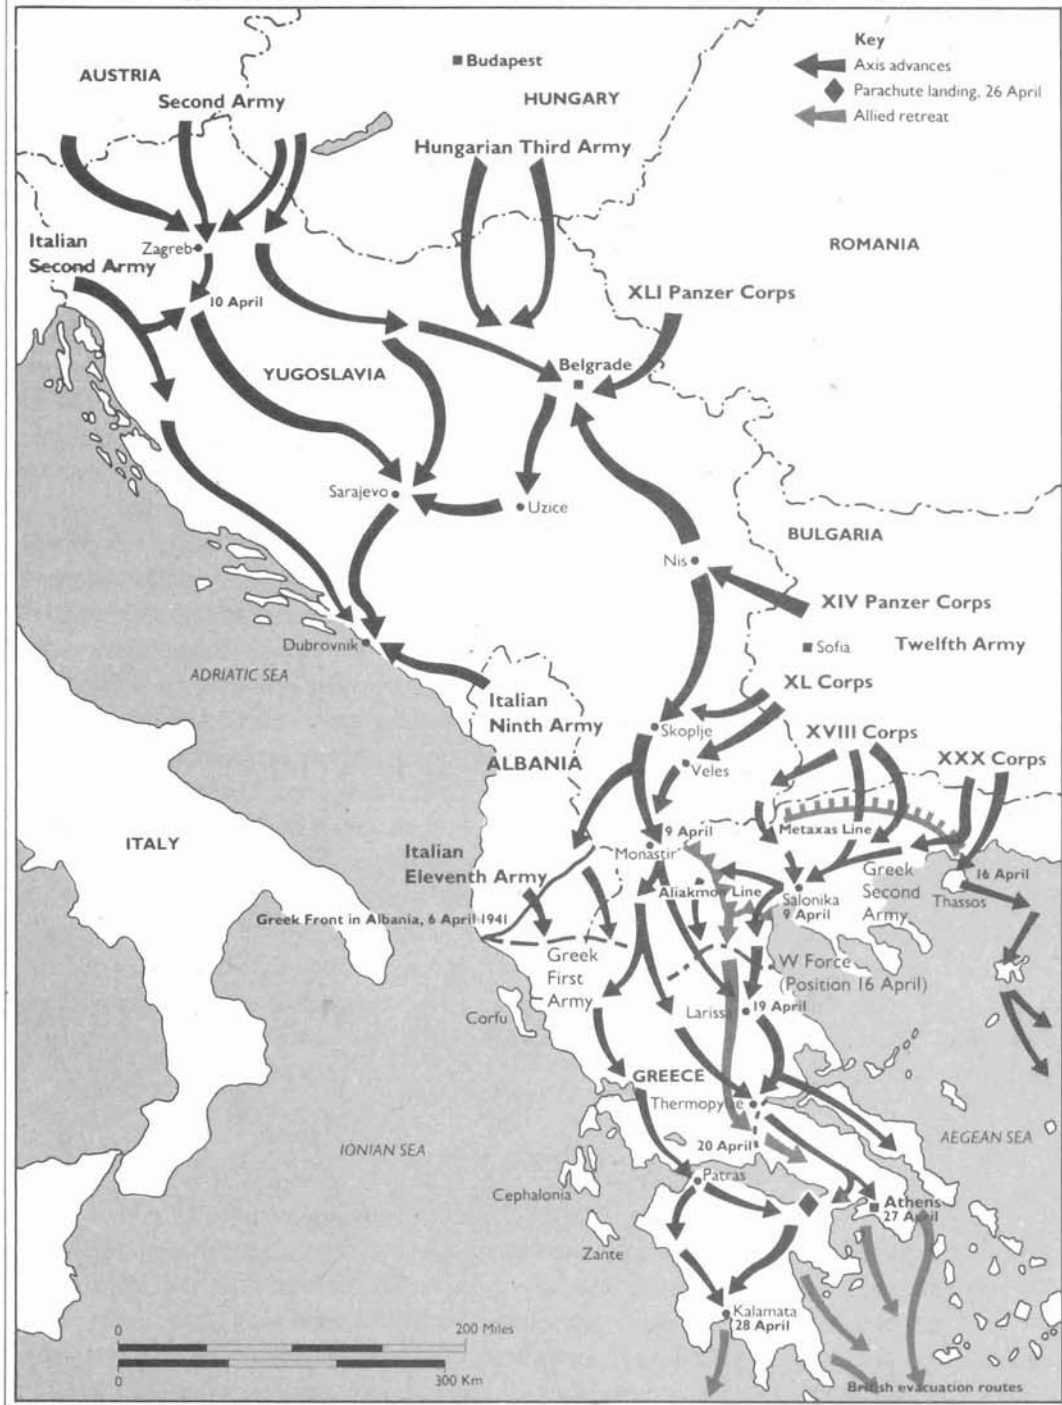 Key
Axis advances
Parachute landing, 26 April
Allied retreat
AUSTRIA
Second Army
Budapest
HUNGARY
Hungarian Third Army
ROMANIA
Zagreb
Italian
Second Army
10 April
XLI Panzer Corps
YUGOSLAVIA
Belgrade
Sarajevo
Uzice
BULGARIA
Nis
XIV Panzer Corps
Sofia
Twelfth Army
Dubrovnik
ADRIATIC SEA
XL Corps
Italian
Ninth Army
Skoplje
XVIII Corps
ALBANIA
Veles
XXX Corps
ITALY
9 April
Metaxas Line
Monastir
Italian
Eleventh Army
Aliakmon Line
Salonika
9 April
Greek
Second
Army
16 April
Thassos
Greek Front in Albania, 6 April 1941
Greek
First
Army
W Force
(Position 16 April)
Corfu
Larissa
19 April
GREECE
Thermopylae
20 April
AEGEAN SEA
IONIAN SEA
Patras
Cephalonia
Athens
27 April
Zante
Kalamata
28 April
0
200 Miles
0
300 Km
British evacuation routes